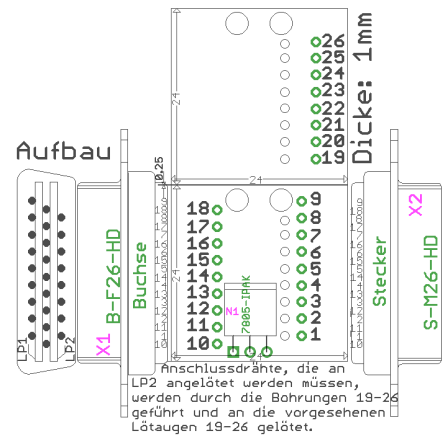 26
25
24
23
22
21
20
19
Dicke: 1mm
24
24
Aufbau
0,25
X2
18
17
16
15
14
13
12
11
10
9
8
7
6
5
4
3
2
1
24
24
N1
7805-IPAK
B-F26-HD
Buchse
X1
LP1
LP2
Stecker
S-M26-HD
Anschlussdrähte, die an
LP2 angelötet werden müssen,
werden durch die Bohrungen 19-26
geführt und an die vorgesehenen
Lötaugen 19-26 gelötet.